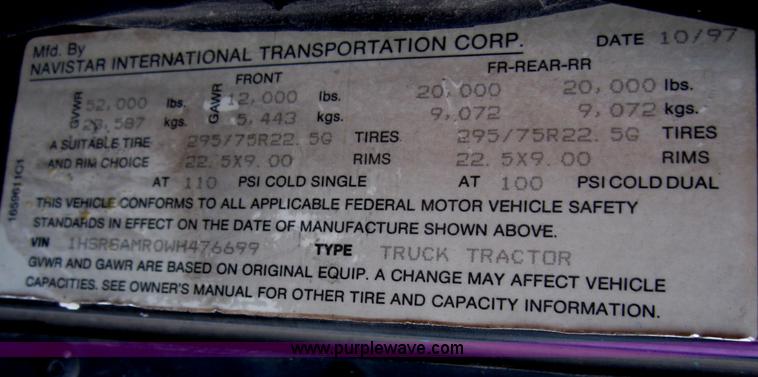 Mfd. By DATE 10/97
NAVISTAR INTERNATIONAL TRANSPORTATION CORP.
FRONT FR-REAR-RR
GVWR 52,000 lbs. GAWR 12,000 lbs. 20,000 20,000 lbs.
23,587 kgs. 5,443 kgs. 9,072 9,072 kgs.
A SUITABLE TIRE 295/75R22.5G TIRES 295/75R22.5G TIRES
AND RIM CHOICE 22.5X9.00 RIMS 22.5X9.00 RIMS
AT 110 PSI COLD SINGLE AT 100 PSI COLD DUAL
THIS VEHICLE CONFORMS TO ALL APPLICABLE FEDERAL MOTOR VEHICLE SAFETY
STANDARDS IN EFFECT ON THE DATE OF MANUFACTURE SHOWN ABOVE.
VIN 1HSR6AMR0WH476699 TYPE TRUCK TRACTOR
GVWR AND GAWR ARE BASED ON ORIGINAL EQUIP. A CHANGE MAY AFFECT VEHICLE
CAPACITIES. SEE OWNER'S MANUAL FOR OTHER TIRE AND CAPACITY INFORMATION.
1659611C1
www.purplewave.com